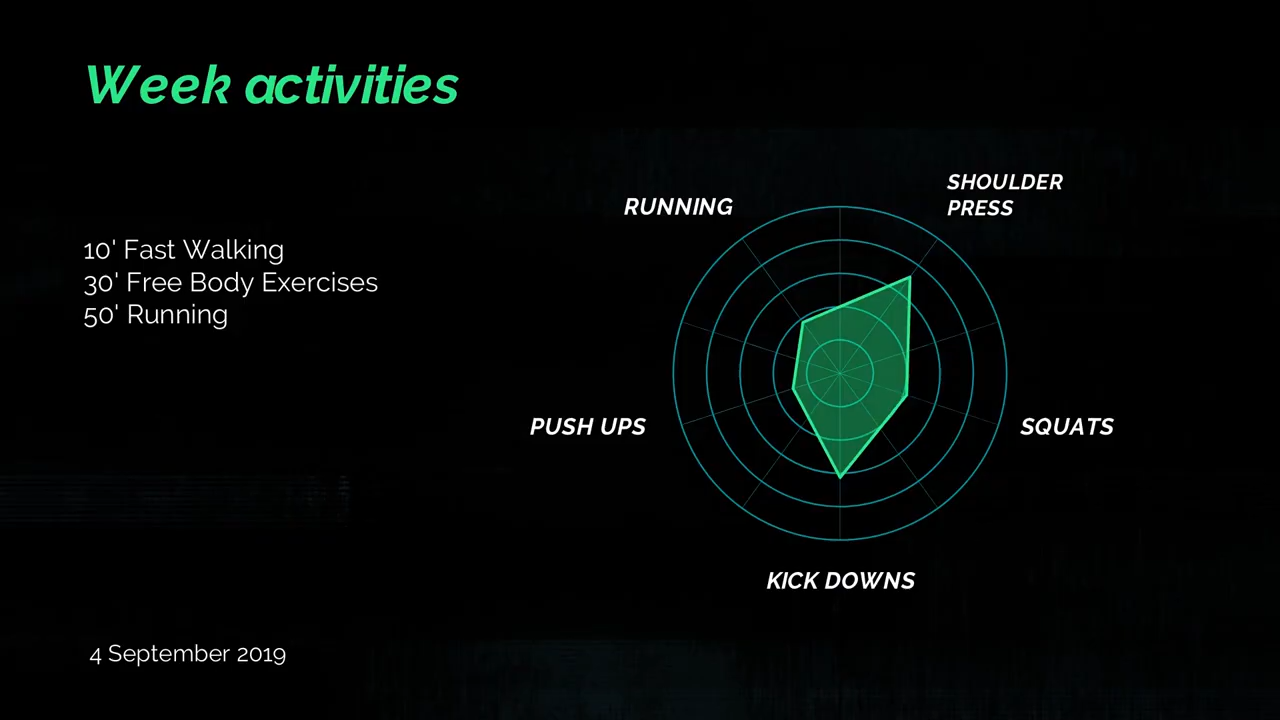 Week activities
10' Fast Walking
30' Free Body Exercises
50' Running
RUNNING
SHOULDER
PRESS
PUSH UPS
SQUATS
KICK DOWNS
4 September 2019